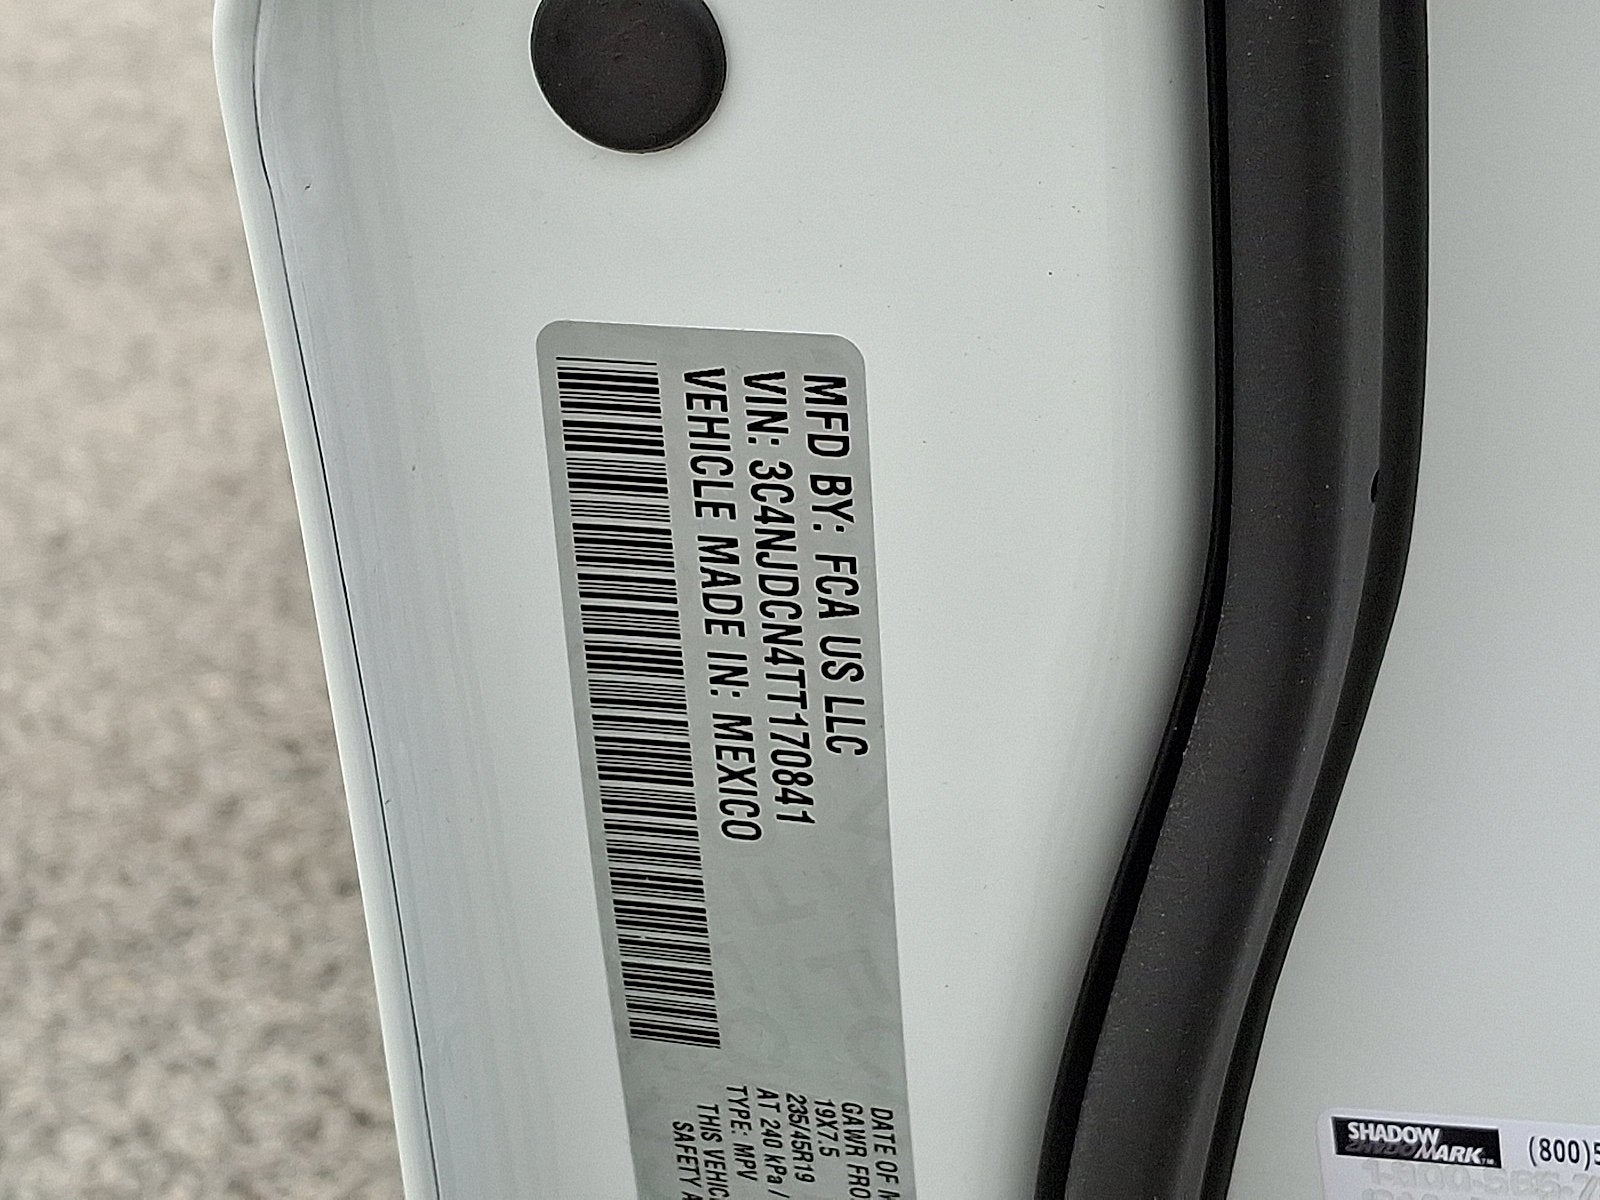 MFD BY: FCA US LLC
VIN: 3C4NJDCN4TT170841
VEHICLE MADE IN: MEXICO
DATE OF M
GAWR FRO
19X7.5
235/45R19
AT 240 kPa /
TYPE: MPV
THIS VEHIC
SAFETY A
SHADOW
MARK
(800)5